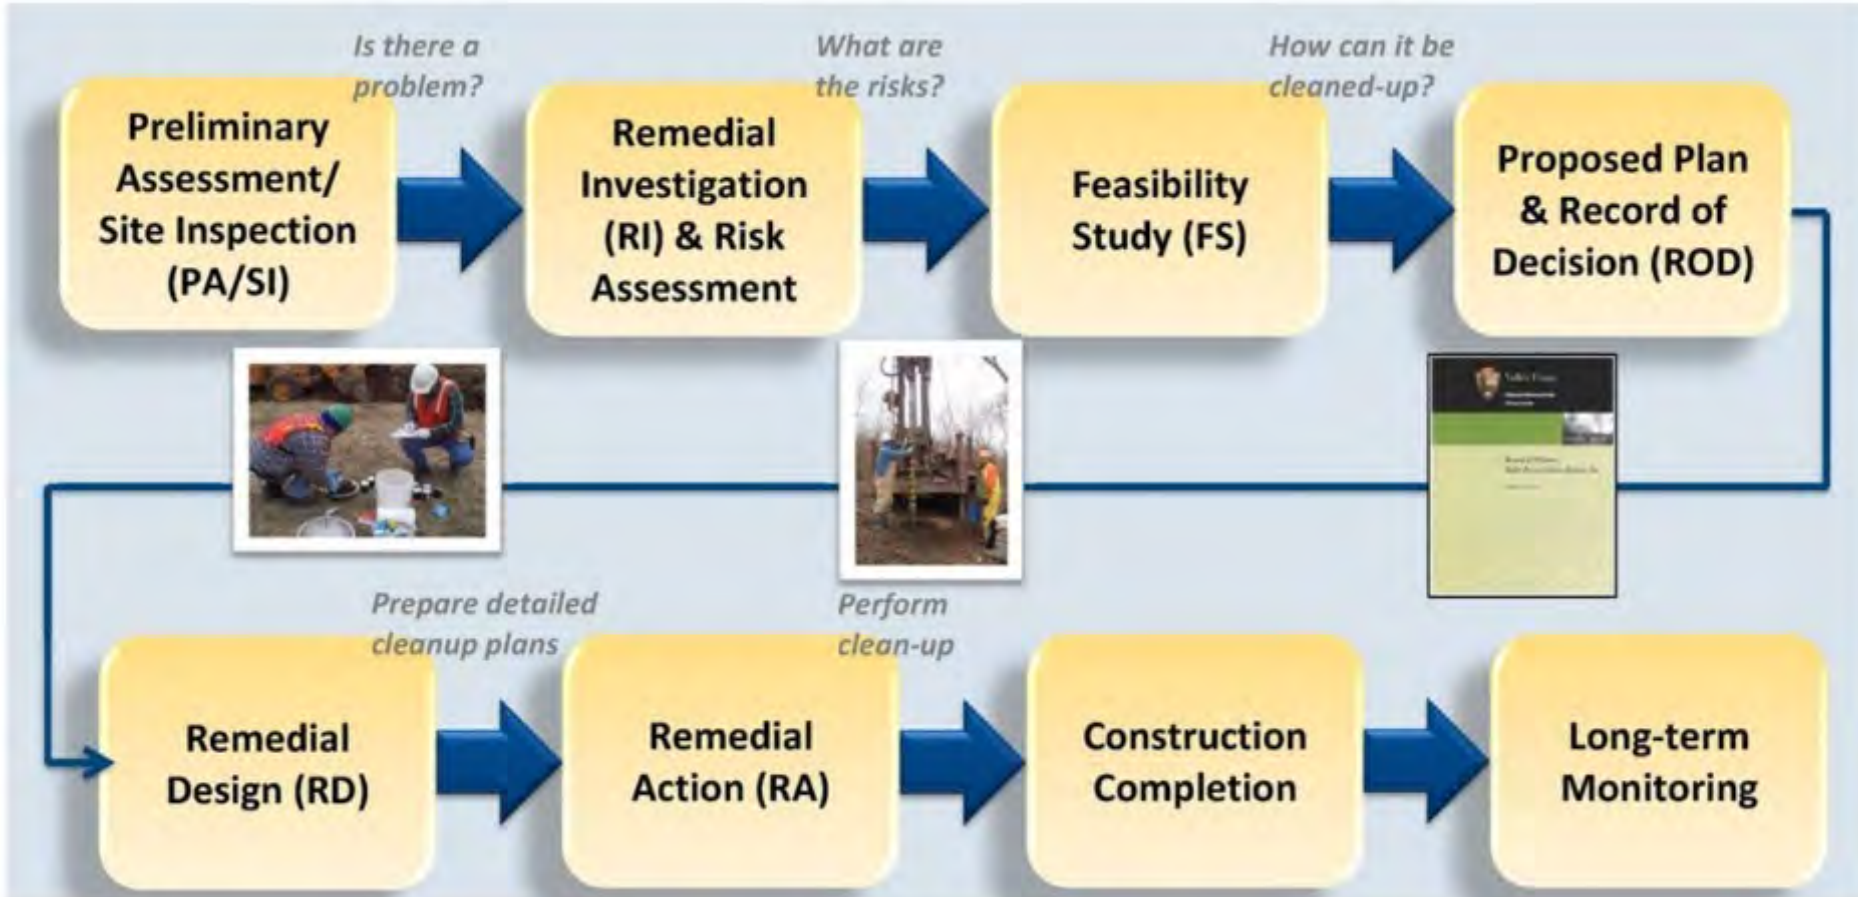 Is there a
problem?
What are
the risks?
How can it be
cleaned-up?
Preliminary
Assessment/
Site Inspection
(PA/SI)
Remedial
Investigation
(RI) & Risk
Assessment
Feasibility
Study (FS)
Proposed Plan
& Record of
Decision (ROD)
Prepare detailed
cleanup plans
Perform
clean-up
Remedial
Design (RD)
Remedial
Action (RA)
Construction
Completion
Long-term
Monitoring